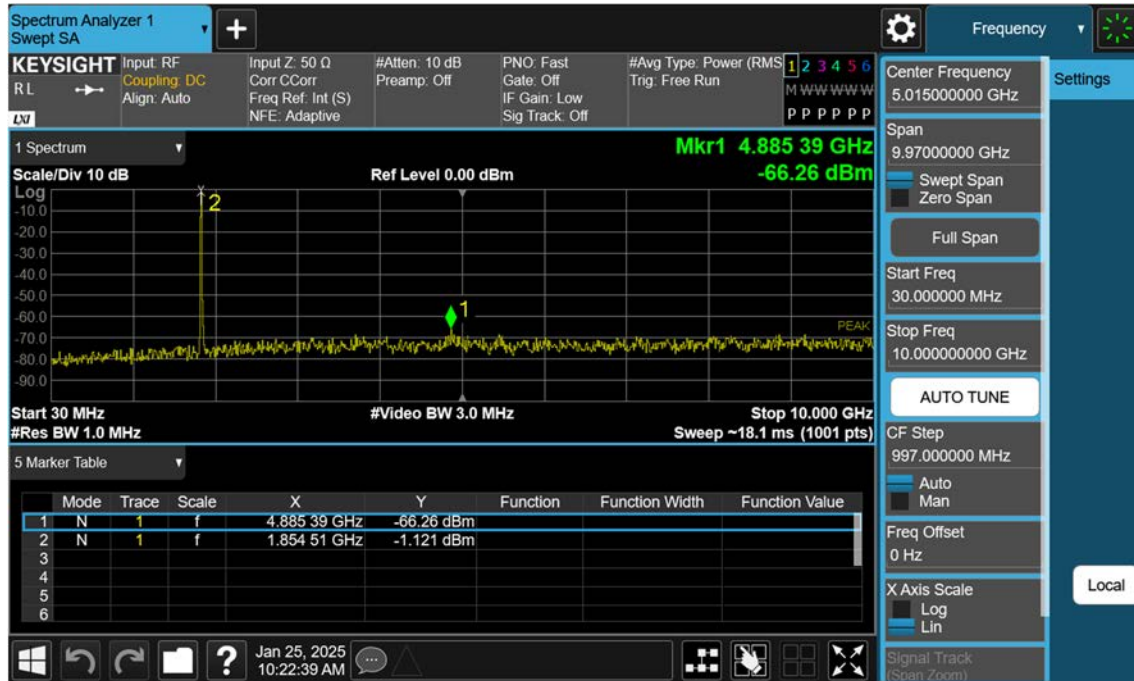 Spectrum Analyzer 1
Swept SA
+
Frequency
KEYSIGHT
RL
LXI
Input: RF
Coupling: DC
Align: Auto
Input Z: 50 Ω
Corr CCorr
Freq Ref: Int (S)
NFE: Adaptive
#Atten: 10 dB
Preamp: Off
PNO: Fast
Gate: Off
IF Gain: Low
Sig Track: Off
#Avg Type: Power (RMS
Trig: Free Run
1 2 3 4 5 6
M W W W W W
P P P P P P
1 Spectrum
Mkr1 4.885 39 GHz
-66.26 dBm
Scale/Div 10 dB
Ref Level 0.00 dBm
Log
-10.0
-20.0
-30.0
-40.0
-50.0
-60.0
-70.0
-80.0
-90.0
2
1
PEAK
Start 30 MHz
#Video BW 3.0 MHz
Stop 10.000 GHz
#Res BW 1.0 MHz
Sweep ~18.1 ms (1001 pts)
5 Marker Table
Mode Trace Scale X Y Function Function Width Function Value
1 N 1 f 4.885 39 GHz -66.26 dBm
2 N 1 f 1.854 51 GHz -1.121 dBm
3
4
5
6
?
Jan 25, 2025
10:22:39 AM
Center Frequency
5.015000000 GHz
Span
9.97000000 GHz
Swept Span
Zero Span
Full Span
Start Freq
30.000000 MHz
Stop Freq
10.000000000 GHz
AUTO TUNE
CF Step
997.000000 MHz
Auto
Man
Freq Offset
0 Hz
X Axis Scale
Log
Lin
Signal Track
(Span Zoom)
Settings
Local